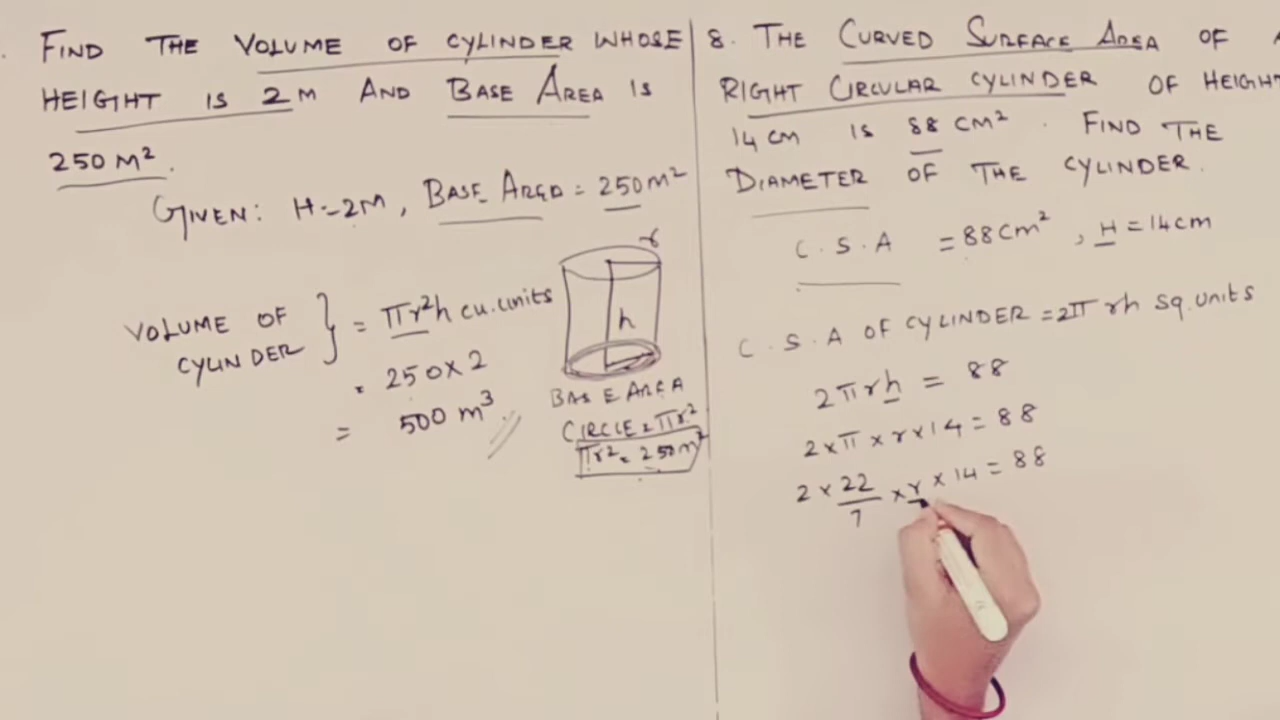 . FIND THE VOLUME OF CYLINDER WHOSE
HEIGHT IS 2M AND BASE AREA IS
250 M².
GIVEN: H=2M, BASE AREA = 250m²
VOLUME OF CYLINDER } = πr²h cu.units
= 250 × 2
= 500 m³
r
h
BASE AREA
CIRCLE = πr²
πr² = 250m²
8. THE CURVED SURFACE AREA OF A
RIGHT CIRCULAR CYLINDER OF HEIGHT
14 CM IS 88 CM². FIND THE
DIAMETER OF THE CYLINDER.
C.S.A = 88cm², H = 14cm
C.S.A OF CYLINDER = 2π rh sq.units
2πrh = 88
2 × π × r × 14 = 88
2 × 22/7 × r × 14 = 88